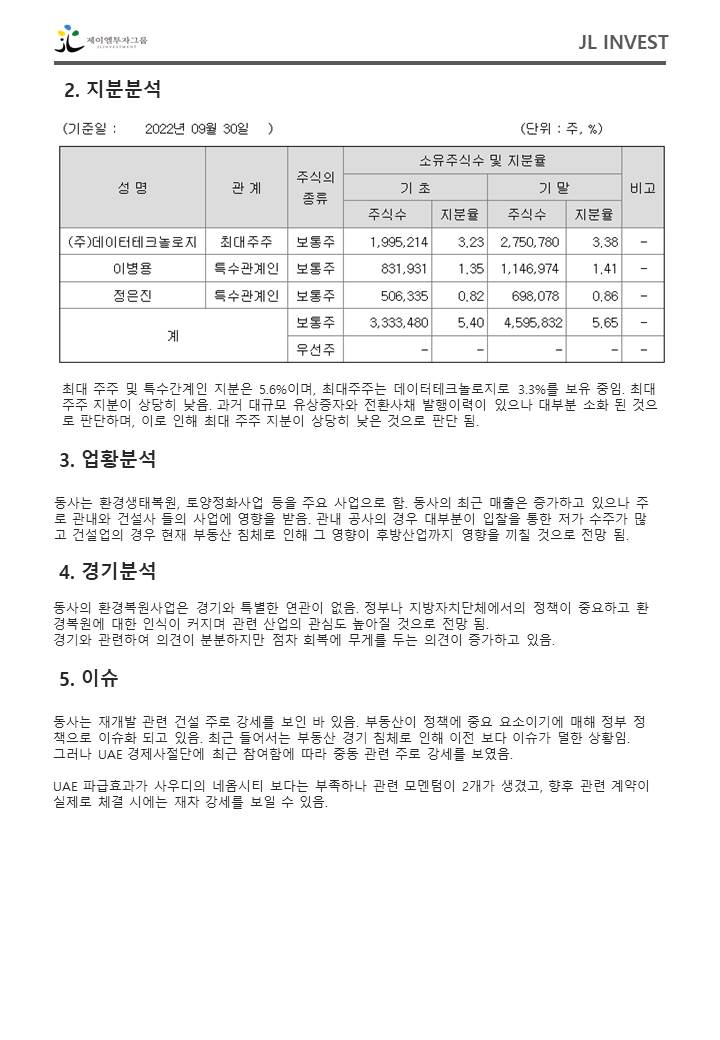 제이엘투자그룹
JLINVESTMENT
JL INVEST
2. 지분분석
(기준일 : 2022년 09월 30일 ) (단위 : 주, %)
성 명 관 계 주식의 종류 소유주식수 및 지분율 비고
기 초 기 말
주식수 지분율 주식수 지분율
(주)데이터테크놀로지 최대주주 보통주 1,995,214 3.23 2,750,780 3.38 -
이병용 특수관계인 보통주 831,931 1.35 1,146,974 1.41 -
정은진 특수관계인 보통주 506,335 0.82 698,078 0.86 -
계 보통주 3,333,480 5.40 4,595,832 5.65 -
우선주 - - - - -
최대 주주 및 특수간계인 지분은 5.6%이며, 최대주주는 데이터테크놀로지로 3.3%를 보유 중임. 최대
주주 지분이 상당히 낮음. 과거 대규모 유상증자와 전환사채 발행이력이 있으나 대부분 소화 된 것으
로 판단하며, 이로 인해 최대 주주 지분이 상당히 낮은 것으로 판단 됨.
3. 업황분석
동사는 환경생태복원, 토양정화사업 등을 주요 사업으로 함. 동사의 최근 매출은 증가하고 있으나 주
로 관내와 건설사 들의 사업에 영향을 받음. 관내 공사의 경우 대부분이 입찰을 통한 저가 수주가 많
고 건설업의 경우 현재 부동산 침체로 인해 그 영향이 후방산업까지 영향을 끼칠 것으로 전망 됨.
4. 경기분석
동사의 환경복원사업은 경기와 특별한 연관이 없음. 정부나 지방자치단체에서의 정책이 중요하고 환
경복원에 대한 인식이 커지며 관련 산업의 관심도 높아질 것으로 전망 됨.
경기와 관련하여 의견이 분분하지만 점차 회복에 무게를 두는 의견이 증가하고 있음.
5. 이슈
동사는 재개발 관련 건설 주로 강세를 보인 바 있음. 부동산이 정책에 중요 요소이기에 매해 정부 정
책으로 이슈화 되고 있음. 최근 들어서는 부동산 경기 침체로 인해 이전 보다 이슈가 덜한 상황임.
그러나 UAE 경제사절단에 최근 참여함에 따라 중동 관련 주로 강세를 보였음.
UAE 파급효과가 사우디의 네옴시티 보다는 부족하나 관련 모멘텀이 2개가 생겼고, 향후 관련 계약이
실제로 체결 시에는 재차 강세를 보일 수 있음.